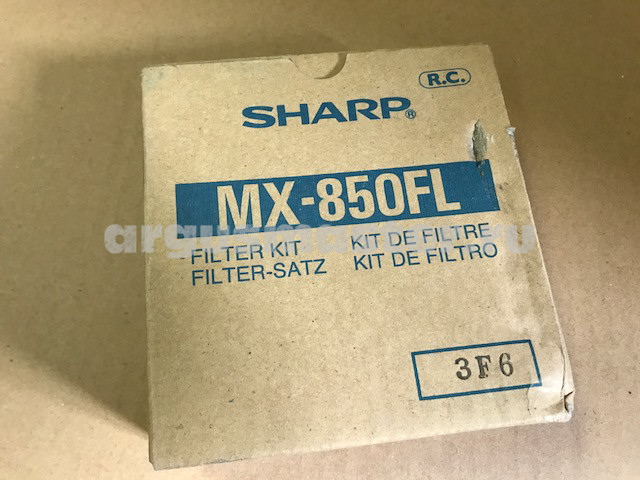 R.C.
SHARP®
MX-850FL
FILTER KIT KIT DE FILTRE
FILTER-SATZ KIT DE FILTRO
3F6